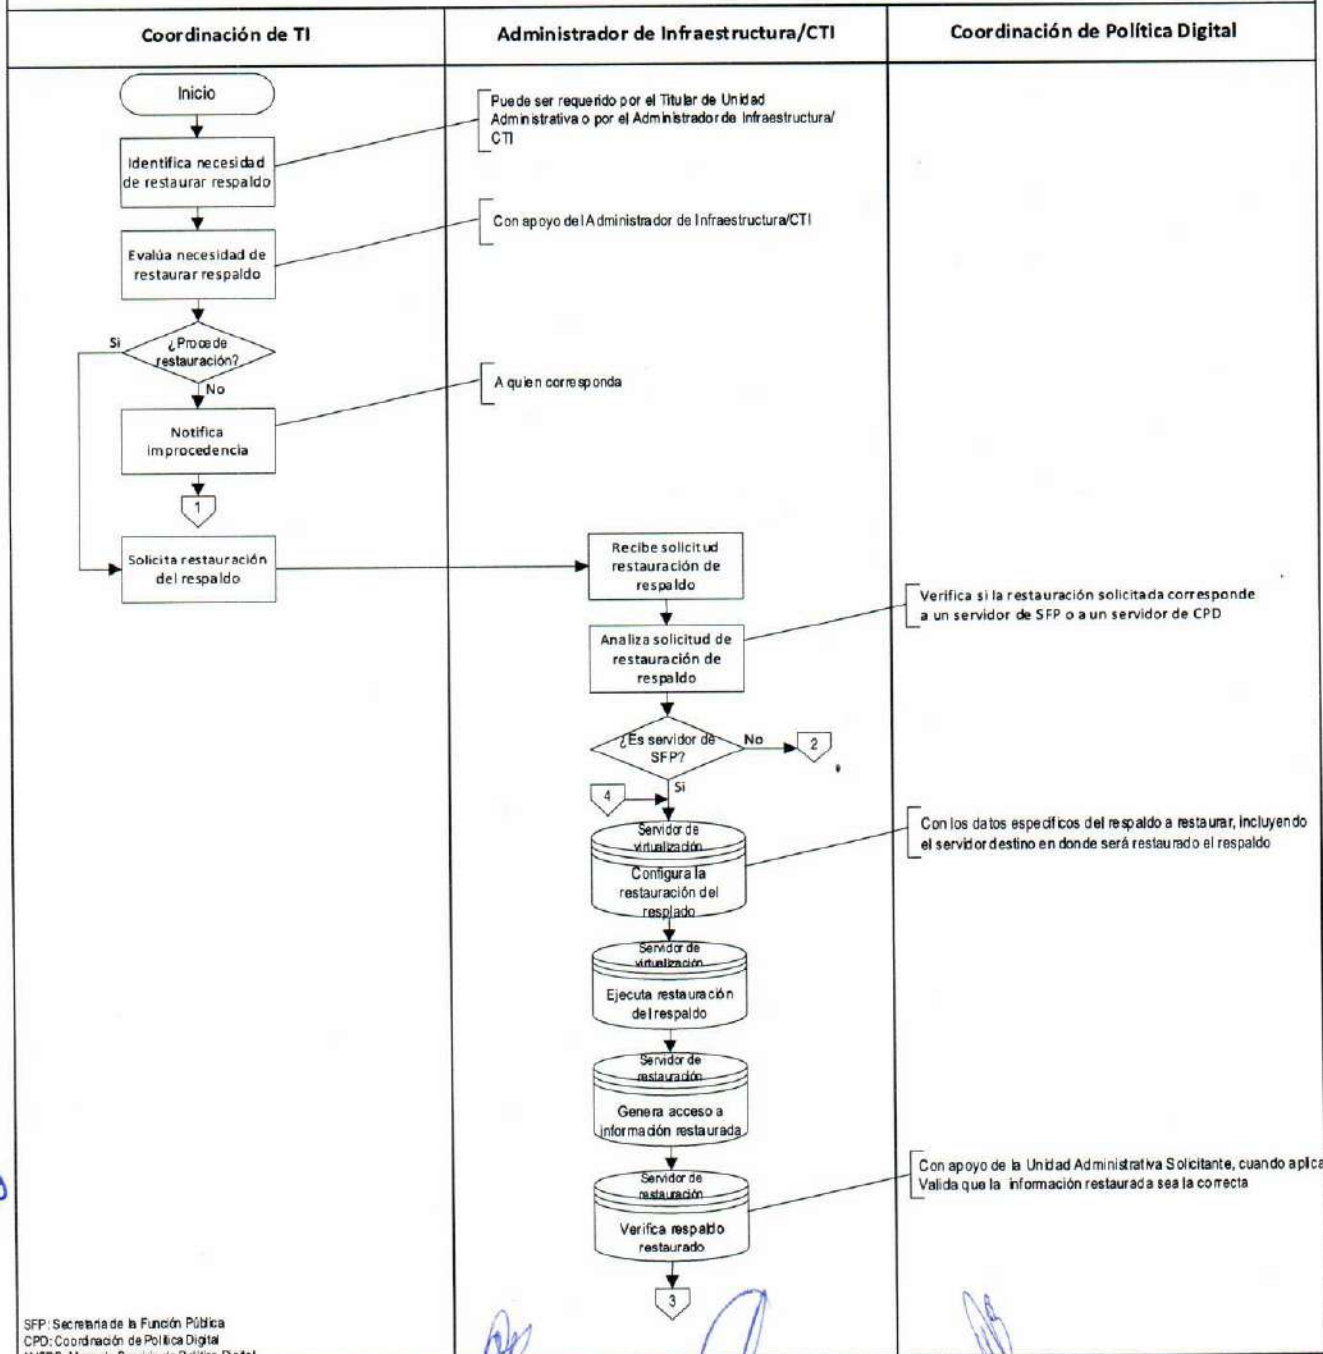 Coordinación de TI
Administrador de Infraestructura/CTI
Coordinación de Política Digital
Inicio
Puede ser requerido por el Titular de Unidad
Administrativa o por el Administrador de Infraestructura/
CTI
Identifica necesidad
de restaurar respaldo
Con apoyo del Administrador de Infraestructura/CTI
Evalúa necesidad de
restaurar respaldo
Si
¿Procede
restauración?
No
A quien corresponda
Notifica
improcedencia
1
Solicita restauración
del respaldo
Recibe solicitud
restauración de
respaldo
Verifica si la restauración solicitada corresponde
a un servidor de SFP o a un servidor de CPD
Analiza solicitud de
restauración de
respaldo
¿Es servidor de
SFP?
No
2
Si
4
Servidor de
virtualización
Configura la
restauración del
resplado
Con los datos específicos del respaldo a restaurar, incluyendo
el servidor destino en donde será restaurado el respaldo
Servidor de
virtualización
Ejecuta restauración
del respaldo
Servidor de
restauración
Genera acceso a
información restaurada
Con apoyo de la Unidad Administrativa Solicitante, cuando aplica
Valida que la información restaurada sea la correcta
Servidor de
restauración
Verifica respaldo
restaurado
3
SFP: Secretaria de la Función Pública
CPD: Coordinación de Política Digital